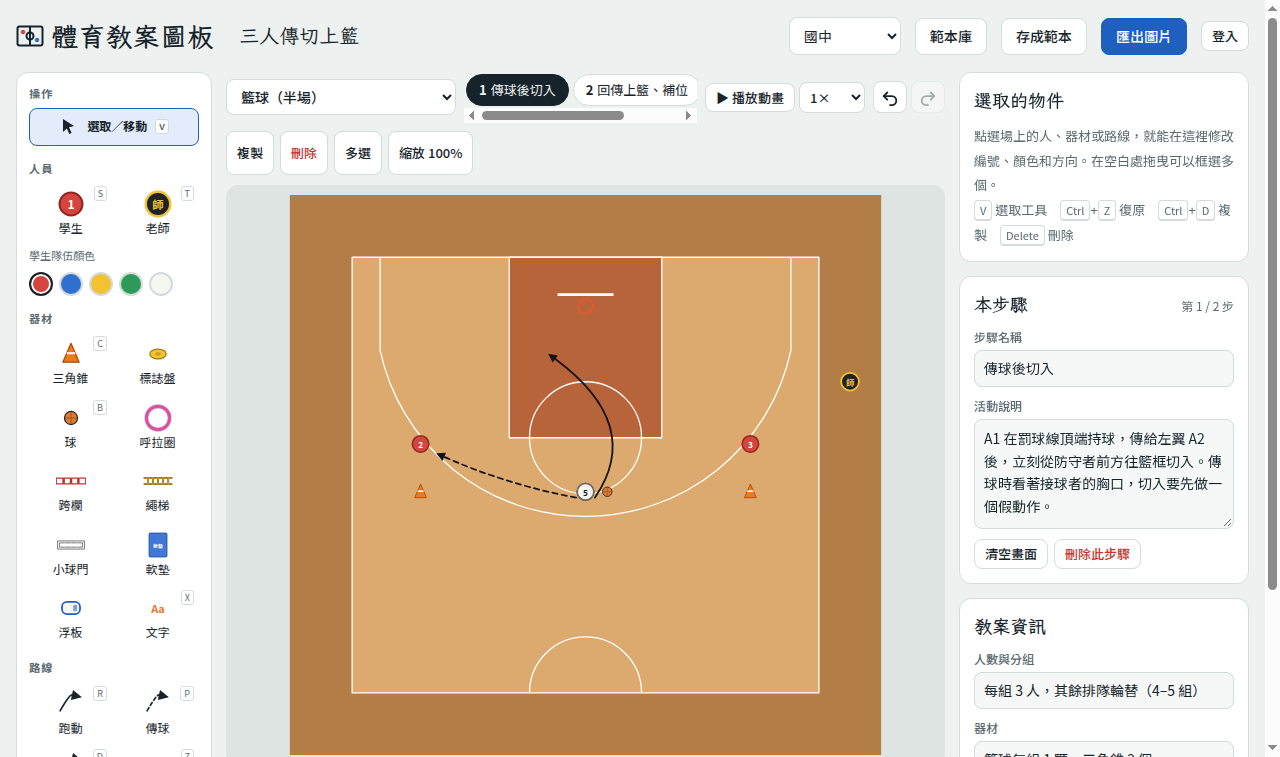 體育教案圖板
三人傳切上籃
國中
範本庫
存成範本
匯出圖片
登入
操作
選取／移動 V
人員
S
T
1
師
學生
老師
學生隊伍顏色
器材
C
三角錐
標誌盤
B
球
呼拉圈
跨欄
繩梯
小球門
軟墊
X
Aa
浮板
文字
路線
R
P
跑動
傳球
D
Z
籃球（半場）
1 傳球後切入
2 回傳上籃、補位
▶ 播放動畫
1×
複製
刪除
多選
縮放 100%
師
2
3
5
選取的物件
點選場上的人、器材或路線，就能在這裡修改
編號、顏色和方向。在空白處拖曳可以框選多
個。
V 選取工具 Ctrl+Z 復原 Ctrl+D 複
製 Delete 刪除
本步驟
第 1 / 2 步
步驟名稱
傳球後切入
活動說明
A1 在罰球線頂端持球，傳給左翼 A2
後，立刻從防守者前方往籃框切入。傳
球時看著接球者的胸口，切入要先做一
個假動作。
清空畫面
刪除此步驟
教案資訊
人數與分組
每組 3 人，其餘排隊輪替（4–5 組）
器材